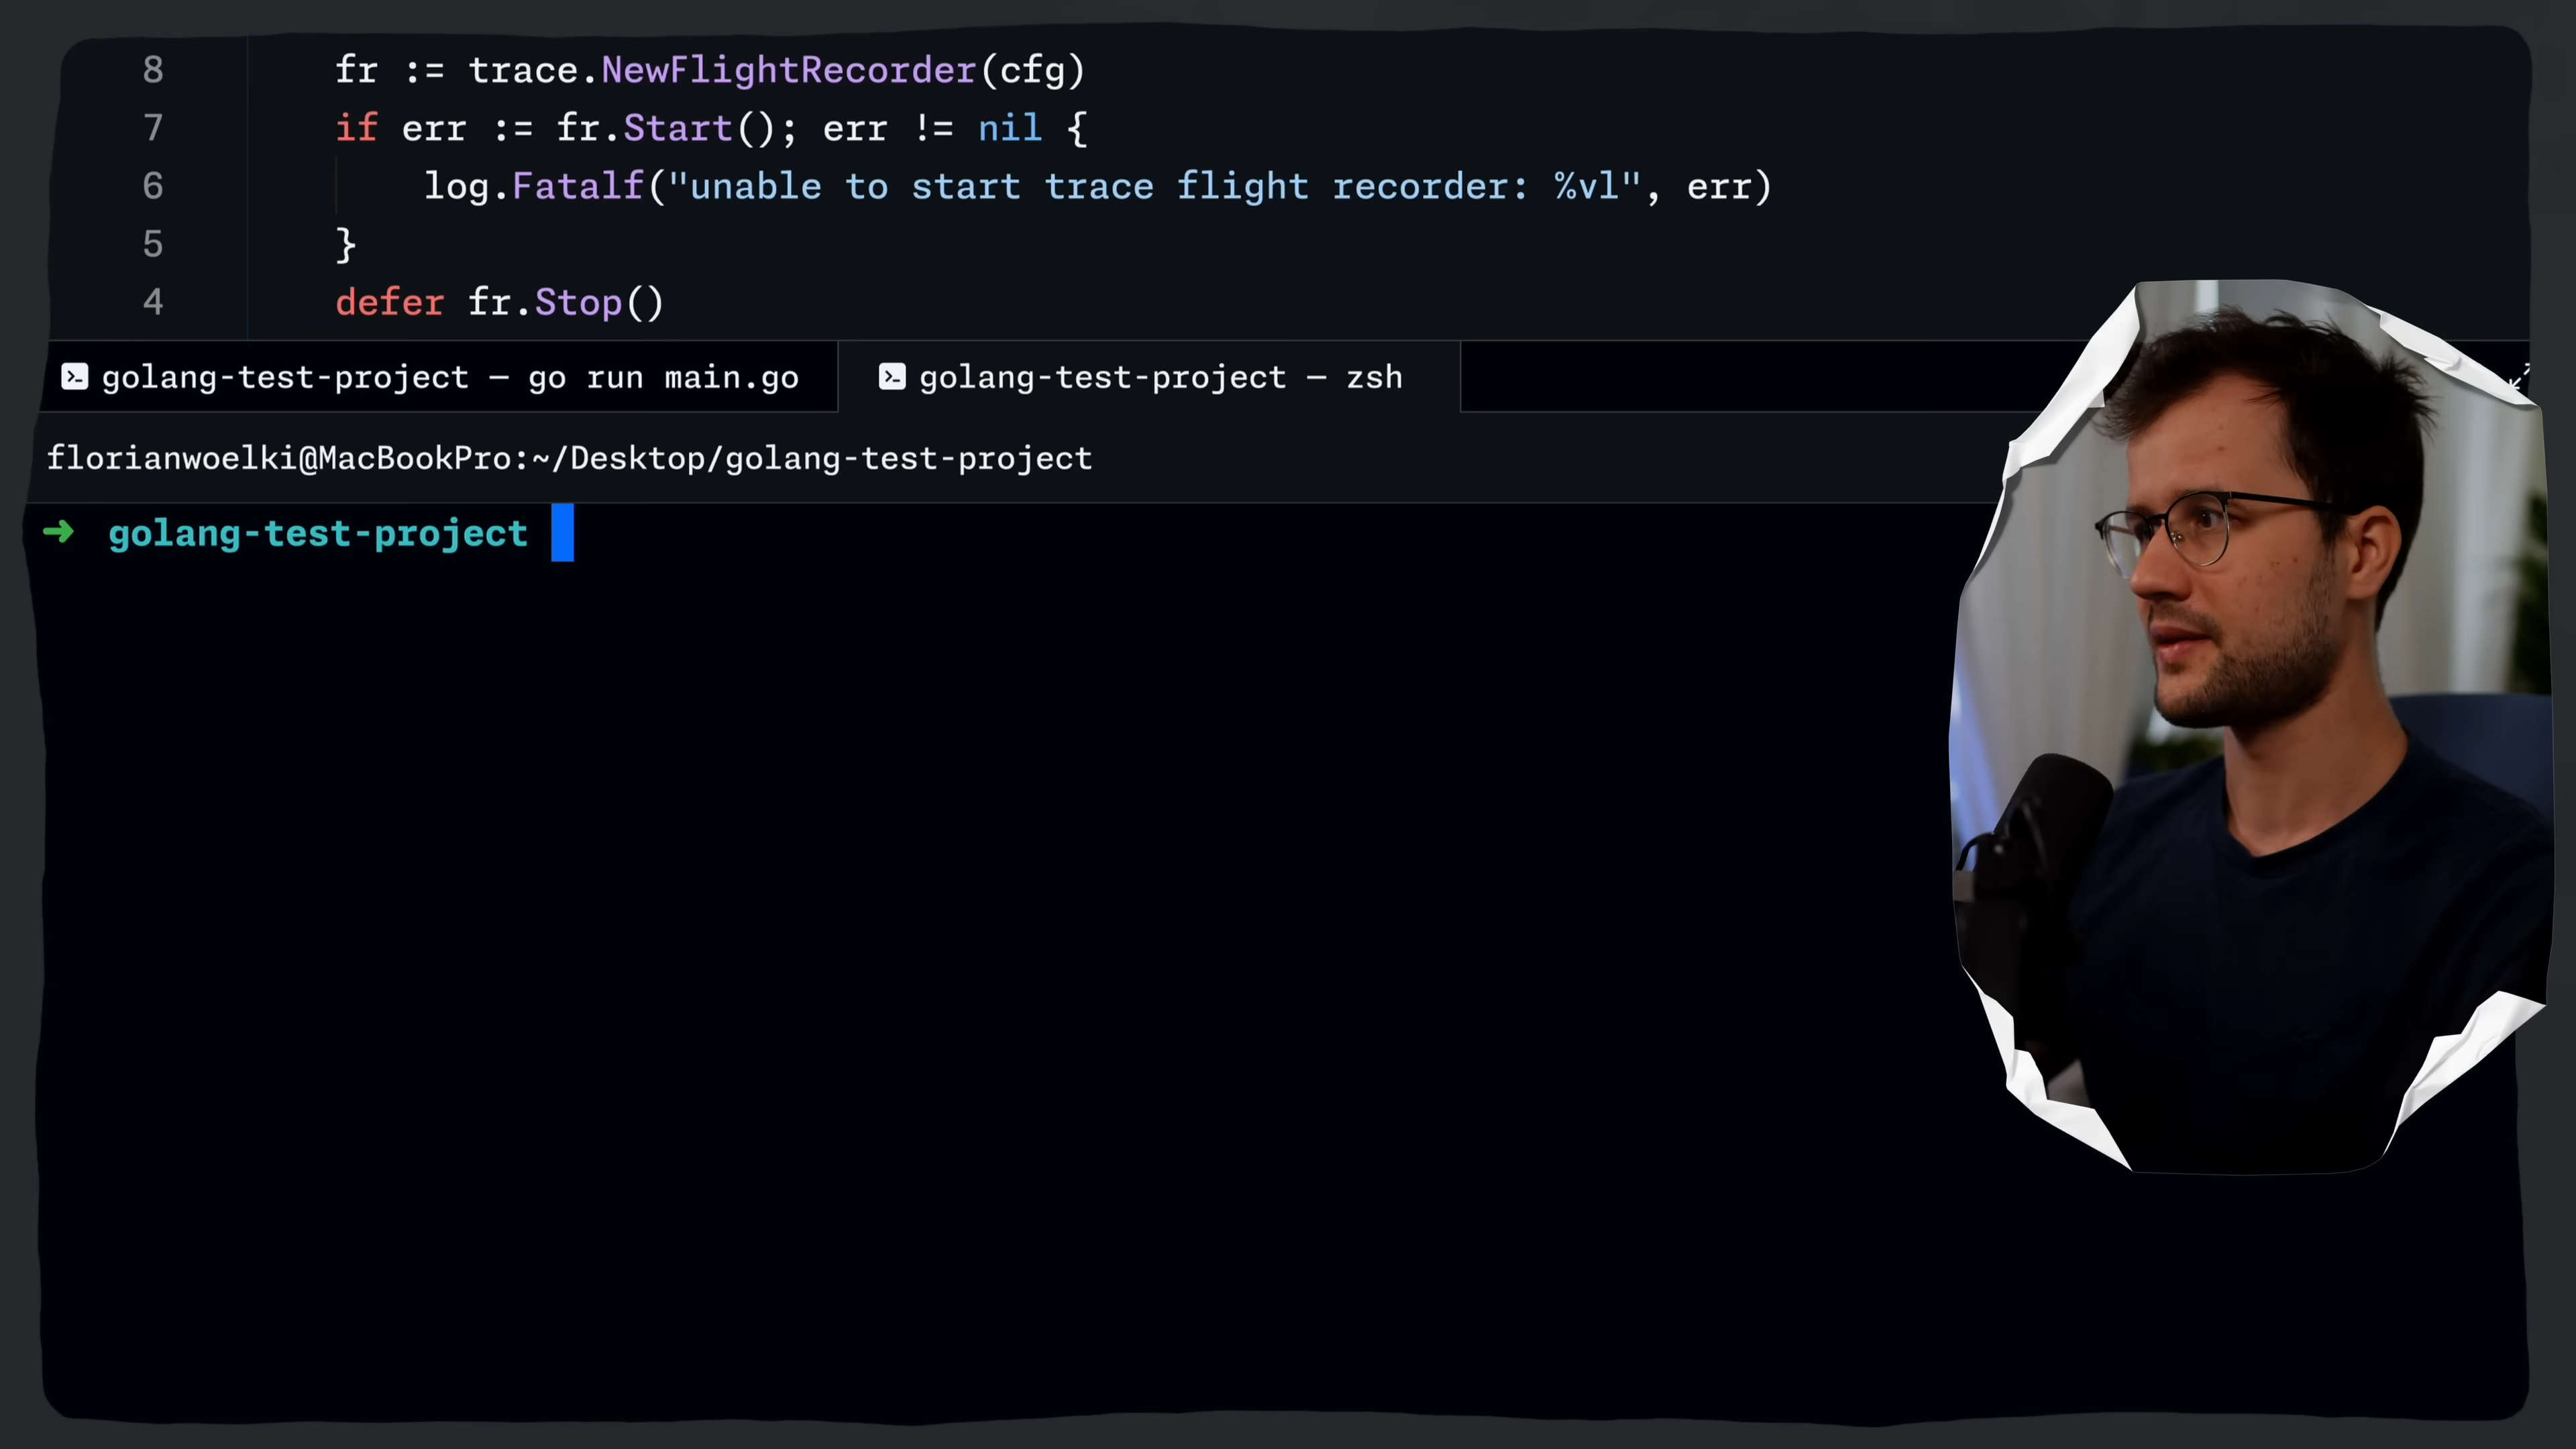 8 fr := trace.NewFlightRecorder(cfg)
7 if err := fr.Start(); err != nil {
6 log.Fatalf("unable to start trace flight recorder: %vl", err)
5 }
4 defer fr.Stop()
golang-test-project — go run main.go golang-test-project — zsh
florianwoelki@MacBookPro:~/Desktop/golang-test-project
➜ golang-test-project